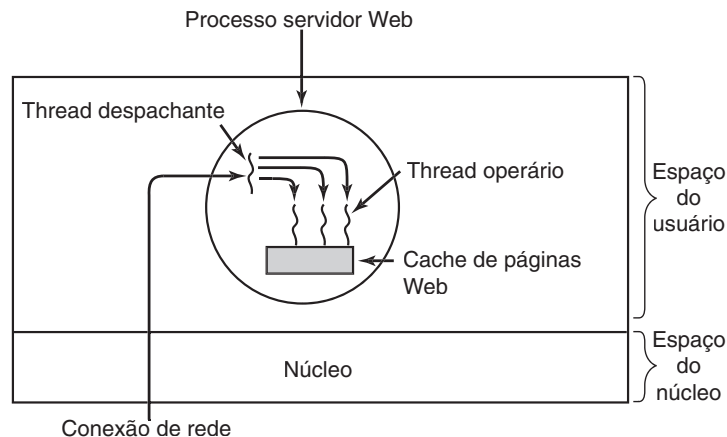 Processo servidor Web
Thread despachante
Thread operário
Espaço
do
usuário
Cache de páginas
Web
Núcleo
Espaço
do
núcleo
Conexão de rede